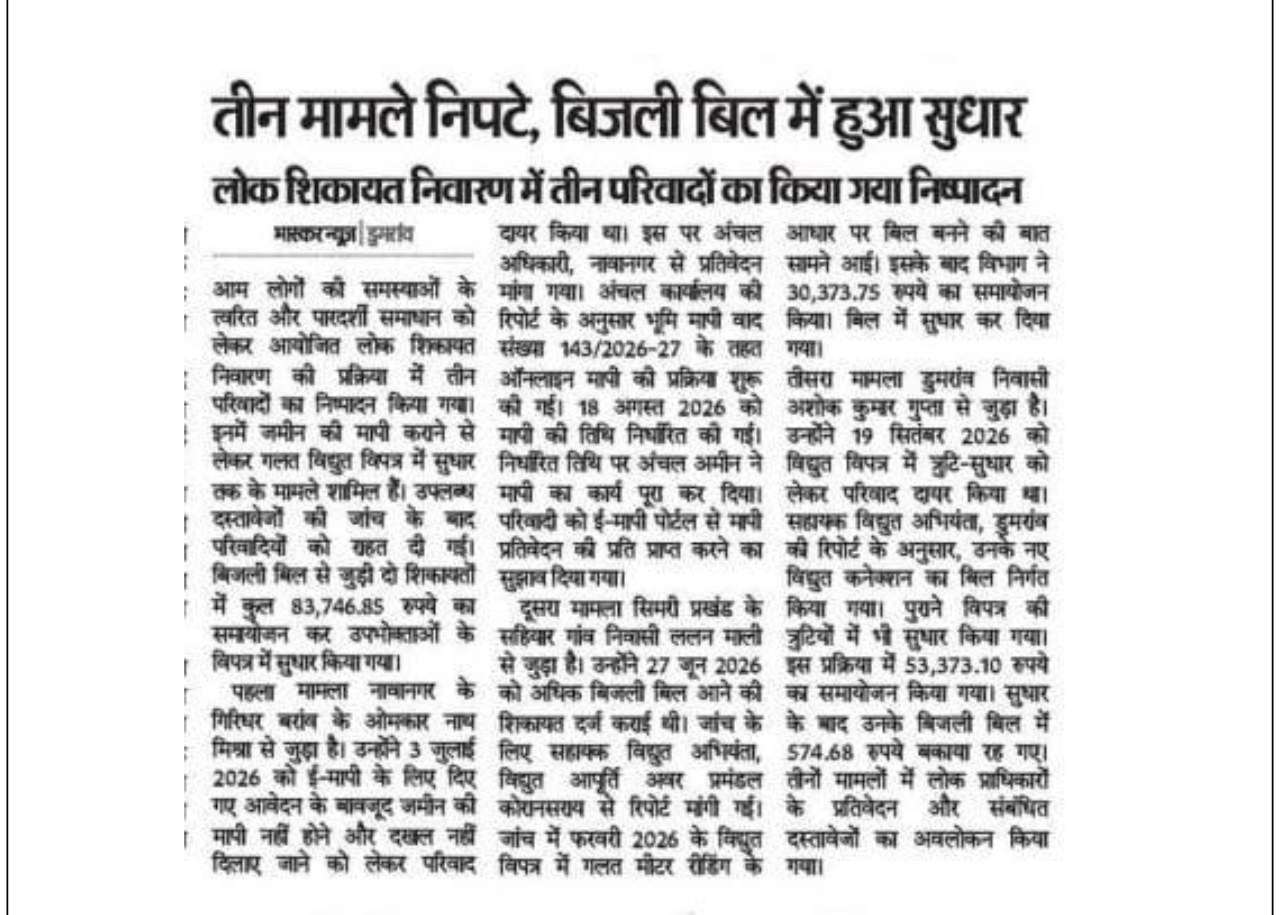 तीन मामले निपटे, बिजली बिल में हुआ सुधार
लोक शिकायत निवारण में तीन परिवादों का किया गया निष्पादन
भास्कर न्यूज | डुमरांव
आम लोगों की समस्याओं के
त्वरित और पारदर्शी समाधान को
लेकर आयोजित लोक शिकायत
निवारण की प्रक्रिया में तीन
परिवादों का निष्पादन किया गया।
इनमें जमीन की मापी कराने से
लेकर गलत विद्युत विपत्र में सुधार
तक के मामले शामिल हैं। उपलब्ध
दस्तावेजों की जांच के बाद
परिवादियों को राहत दी गई।
बिजली बिल से जुड़ी दो शिकायतों
में कुल 83,746.85 रुपये का
समायोजन कर उपभोक्ताओं के
विपत्र में सुधार किया गया।
पहला मामला नावानगर के
गिरिधर बरांव के ओमकार नाथ
मिश्रा से जुड़ा है। उन्होंने 3 जुलाई
2026 को ई-मापी के लिए दिए
गए आवेदन के बावजूद जमीन की
मापी नहीं होने और दखल नहीं
दिलाए जाने को लेकर परिवाद
दायर किया था। इस पर अंचल
अधिकारी, नावानगर से प्रतिवेदन
मांगा गया। अंचल कार्यालय की
रिपोर्ट के अनुसार भूमि मापी वाद
संख्या 143/2026-27 के तहत
ऑनलाइन मापी की प्रक्रिया शुरू
की गई। 18 अगस्त 2026 को
मापी की तिथि निर्धारित की गई।
निर्धारित तिथि पर अंचल अमीन ने
मापी का कार्य पूरा कर दिया।
परिवादी को ई-मापी पोर्टल से मापी
प्रतिवेदन की प्रति प्राप्त करने का
सुझाव दिया गया।
दूसरा मामला सिमरी प्रखंड के
सहियार गांव निवासी ललन माली
से जुड़ा है। उन्होंने 27 जून 2026
को अधिक बिजली बिल आने की
शिकायत दर्ज कराई थी। जांच के
लिए सहायक विद्युत अभियंता,
विद्युत आपूर्ति अवर प्रमंडल
कोरानसराय से रिपोर्ट मांगी गई।
जांच में फरवरी 2026 के विद्युत
विपत्र में गलत मीटर रीडिंग के
आधार पर बिल बनने की बात
सामने आई। इसके बाद विभाग ने
30,373.75 रुपये का समायोजन
किया। बिल में सुधार कर दिया
गया।
तीसरा मामला डुमरांव निवासी
अशोक कुमार गुप्ता से जुड़ा है।
उन्होंने 19 सितंबर 2026 को
विद्युत विपत्र में त्रुटि-सुधार को
लेकर परिवाद दायर किया था।
सहायक विद्युत अभियंता, डुमरांव
की रिपोर्ट के अनुसार, उनके नए
विद्युत कनेक्शन का बिल निर्गत
किया गया। पुराने विपत्र की
त्रुटियों में भी सुधार किया गया।
इस प्रक्रिया में 53,373.10 रुपये
का समायोजन किया गया। सुधार
के बाद उनके बिजली बिल में
574.68 रुपये बकाया रह गए।
तीनों मामलों में लोक प्राधिकारों
के प्रतिवेदन और संबंधित
दस्तावेजों का अवलोकन किया
गया।